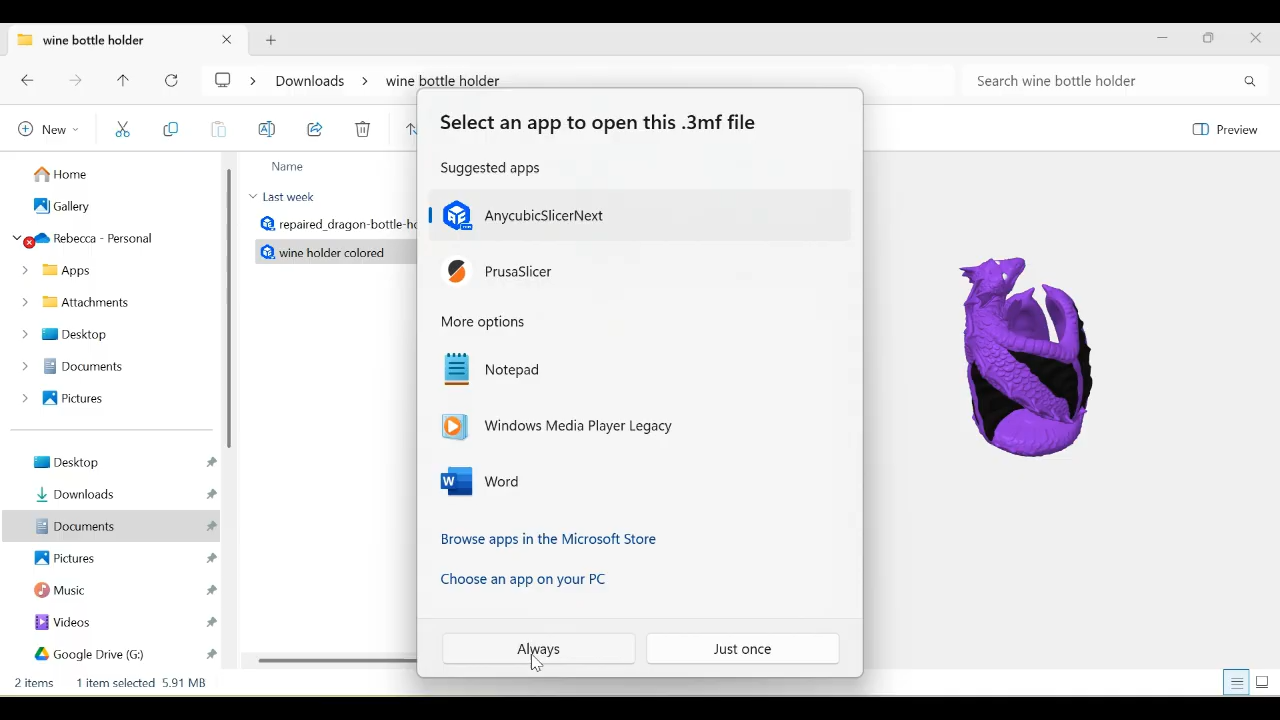 wine bottle holder
Downloads > wine bottle holder
Search wine bottle holder
New
Preview
Home
Gallery
Rebecca - Personal
Apps
Attachments
Desktop
Documents
Pictures
Desktop
Downloads
Documents
Pictures
Music
Videos
Google Drive (G:)
Name
Last week
repaired_dragon-bottle-hc
wine holder colored
Select an app to open this .3mf file
Suggested apps
AnycubicSlicerNext
PrusaSlicer
More options
Notepad
Windows Media Player Legacy
W Word
Browse apps in the Microsoft Store
Choose an app on your PC
Always
Just once
2 items 1 item selected 5.91 MB